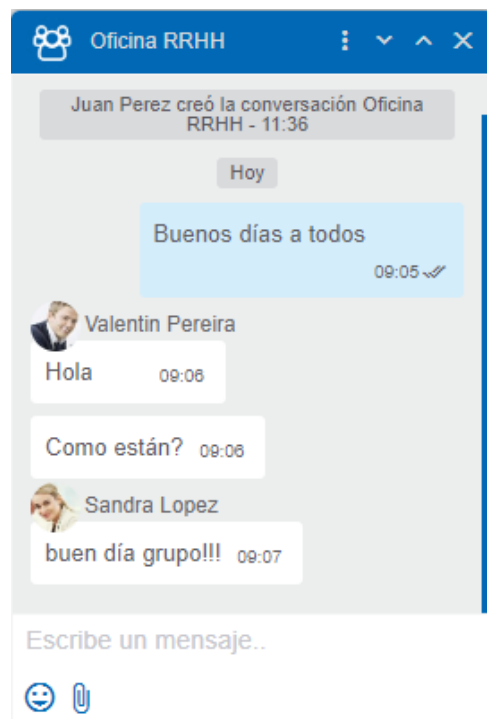 Oficina RRHH
Juan Perez creó la conversación Oficina
RRHH - 11:36
Hoy
Buenos días a todos
09:05
Valentin Pereira
Hola 09:06
Como están? 09:06
Sandra Lopez
buen día grupo!!! 09:07
Escribe un mensaje..